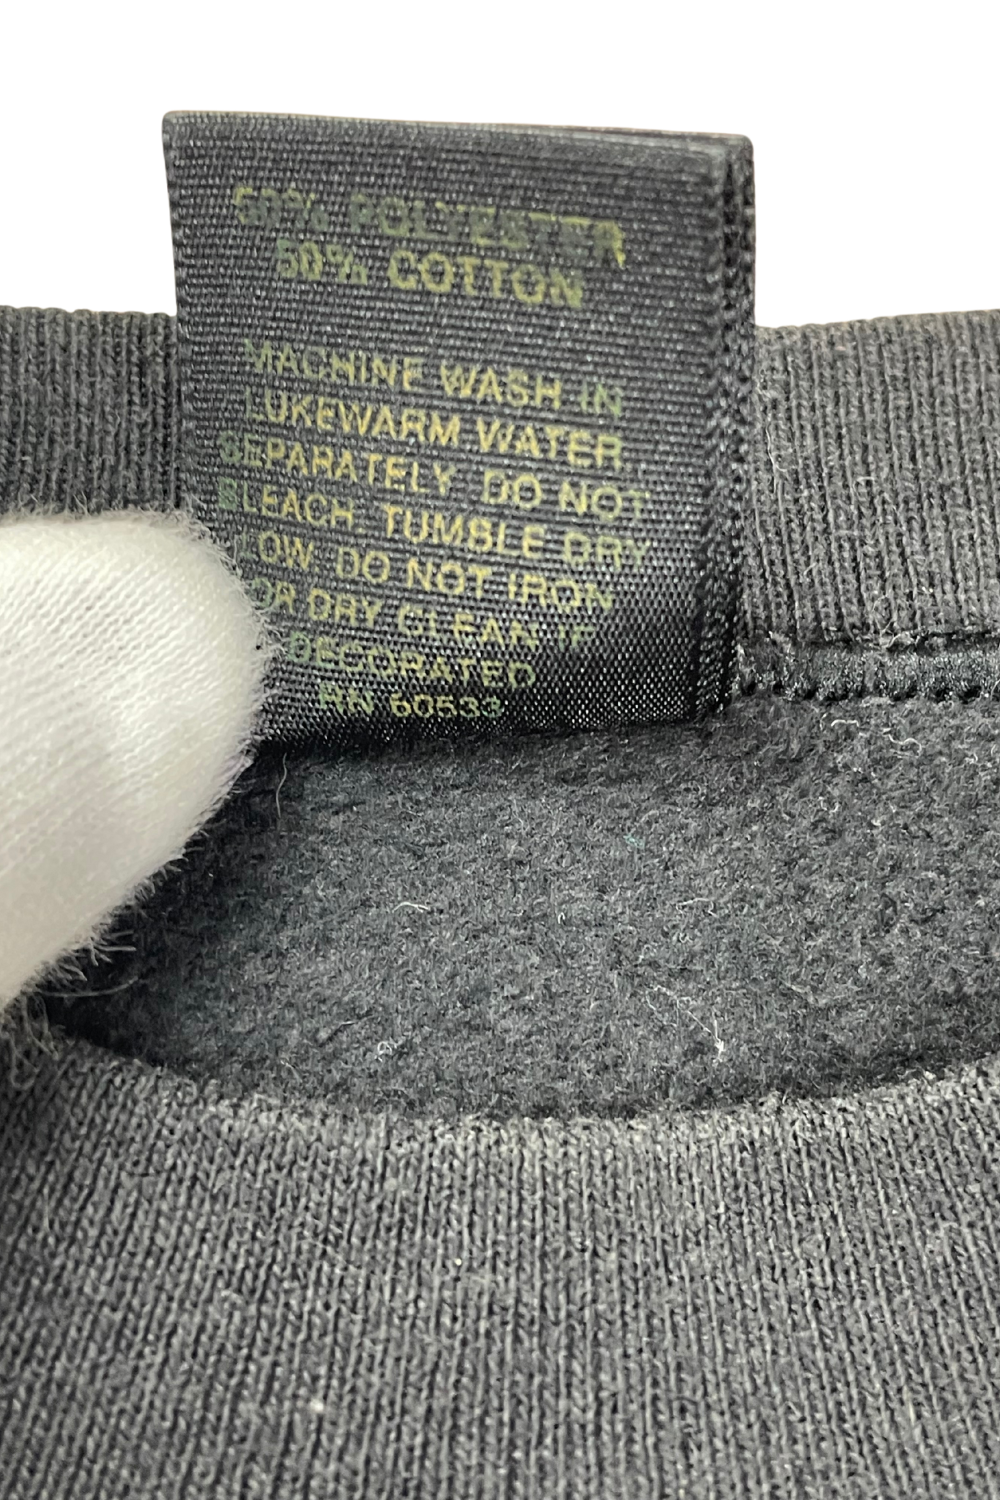 50% POLYESTER
50% COTTON
MACHINE WASH IN
LUKEWARM WATER
SEPARATELY. DO NOT
BLEACH. TUMBLE DRY
LOW. DO NOT IRON
OR DRY CLEAN IF
DECORATED
RN 60533